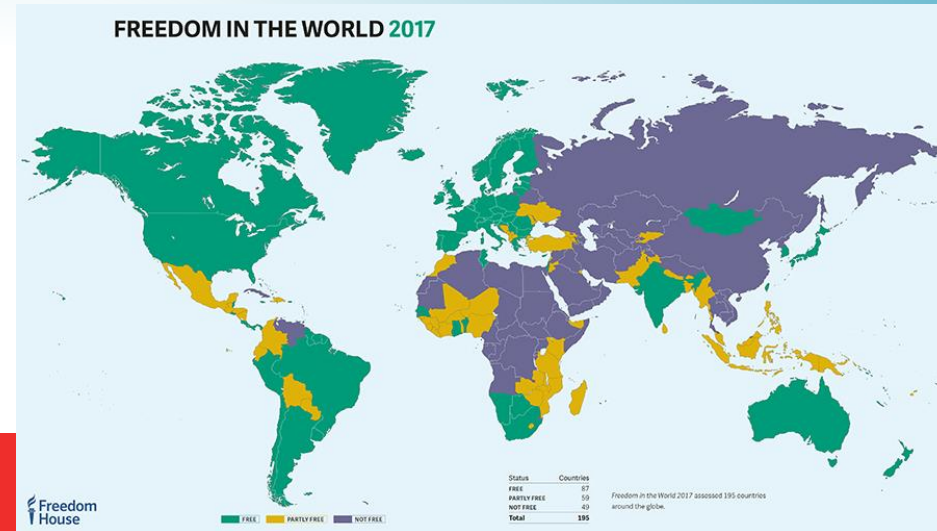 FREEDOM IN THE WORLD 2017
Status Countries
FREE 87
PARTLY FREE 59
NOT FREE 49
Total 195
Freedom in the World 2017 assessed 195 countries
around the globe.
Freedom
House
FREE PARTLY FREE NOT FREE